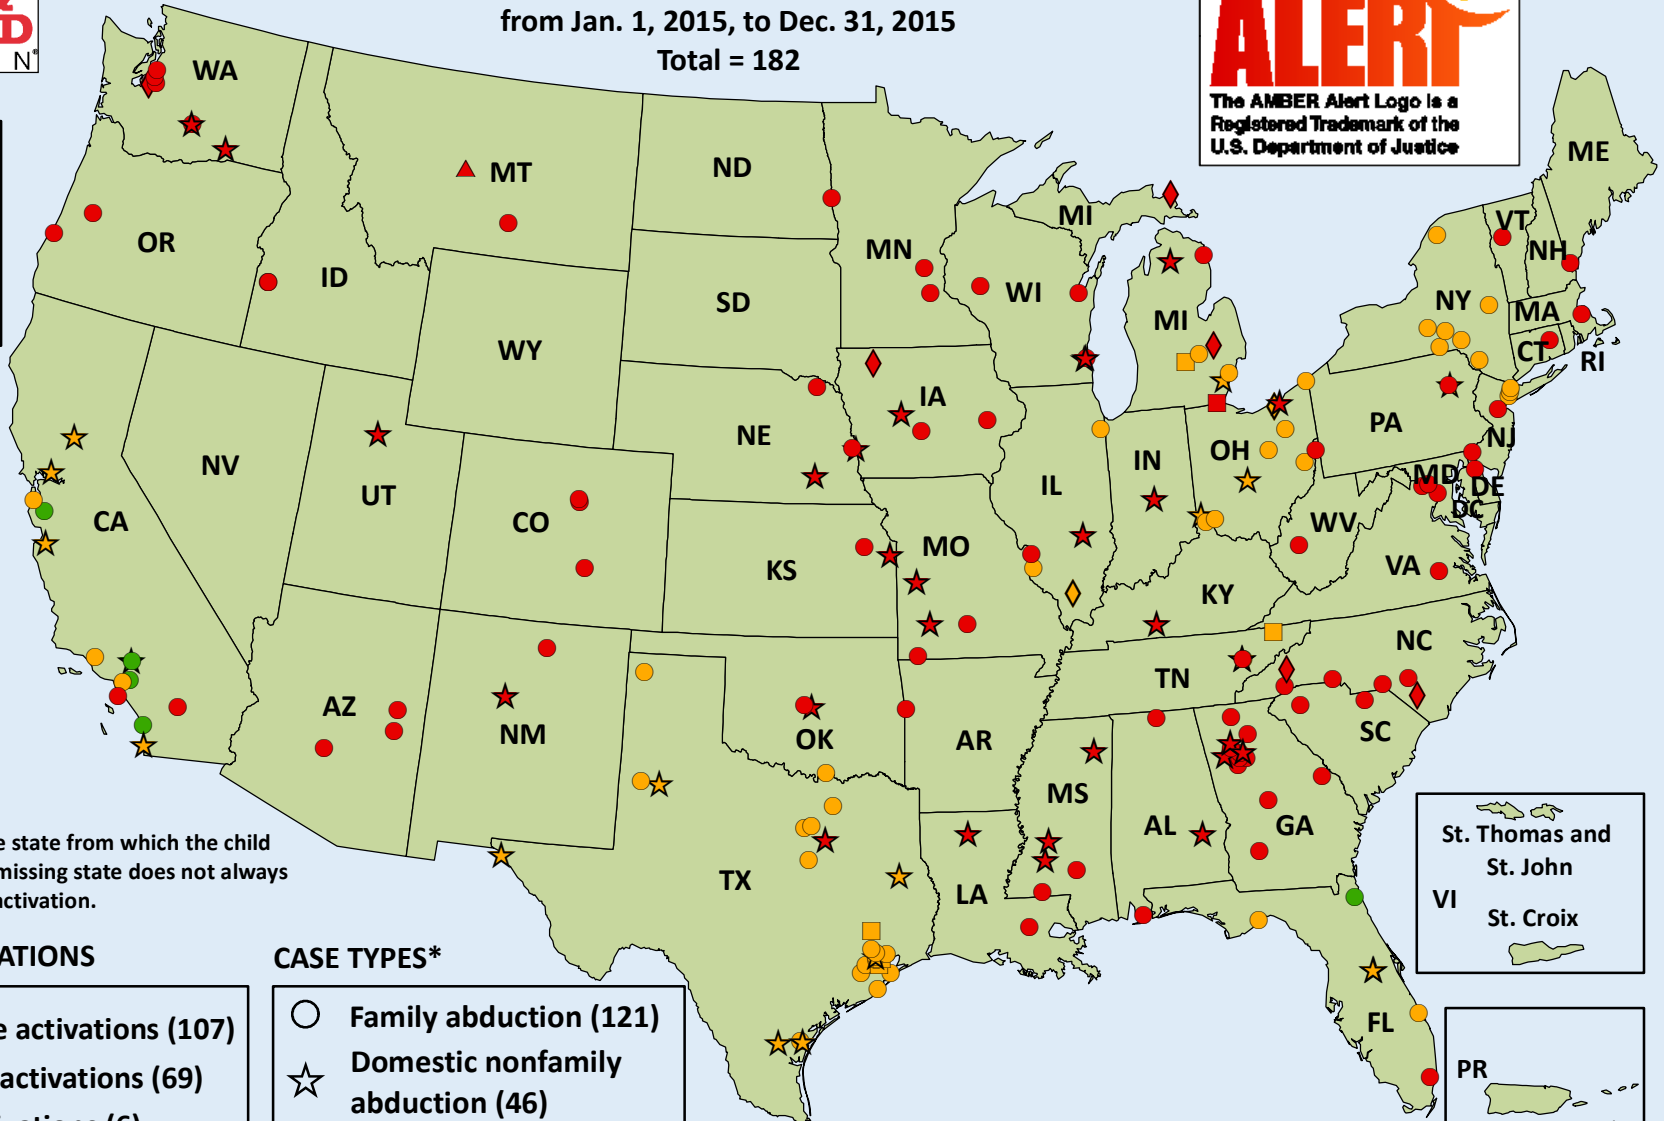 from Jan. 1, 2015, to Dec. 31, 2015
Total = 182
D
N
ALERT
The AMBER Alert Logo is a
Registered Trademark of the
U.S. Department of Justice
WA
MT
ND
MN
MI
ME
OR
ID
SD
WI
MI
VT
NH
NY
MA
CT
RI
WY
IA
NE
PA
NJ
NV
UT
CA
CO
KS
MO
IL
IN
OH
MD
DE
DC
WV
VA
KY
NC
TN
AZ
NM
OK
AR
SC
MS
AL
GA
TX
LA
FL
St. Thomas and
St. John
VI
St. Croix
PR
e state from which the child
missing state does not always
activation.
ATIONS
e activations (107)
activations (69)
CASE TYPES*
Family abduction (121)
Domestic nonfamily
abduction (46)